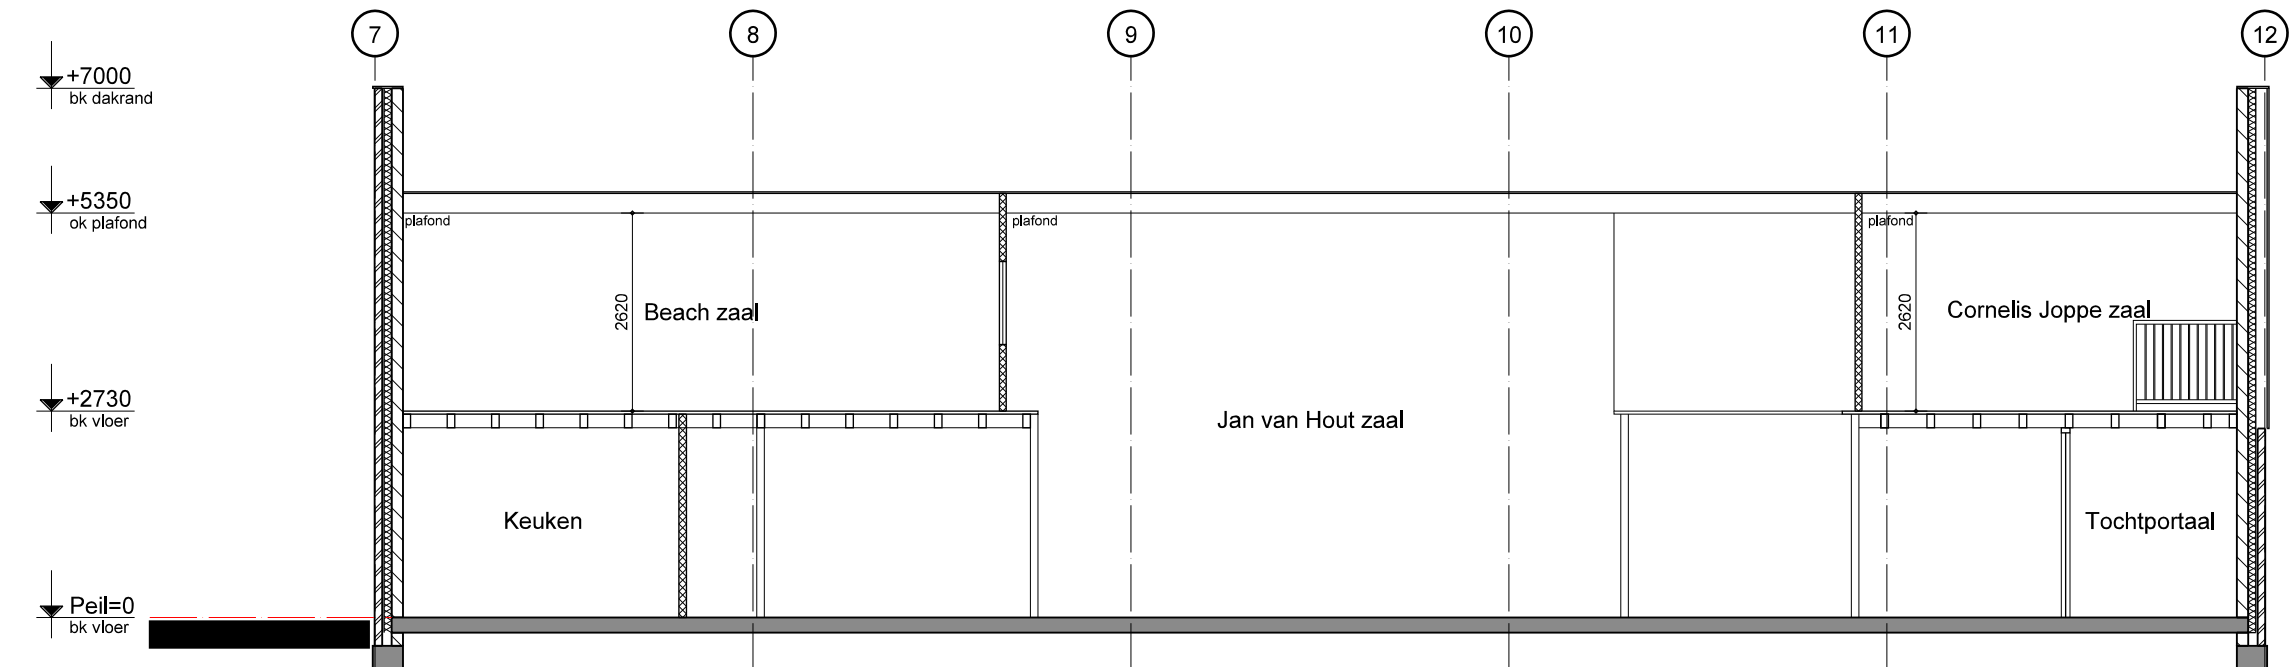 7 8 9 10 11 12
+7000
bk dakrand
+5350
ok plafond
plafond plafond plafond
2620 Beach zaal
2620 Cornelis Joppe zaal
+2730
bk vloer
Jan van Hout zaal
Keuken
Tochtportaal
Peil=0
bk vloer